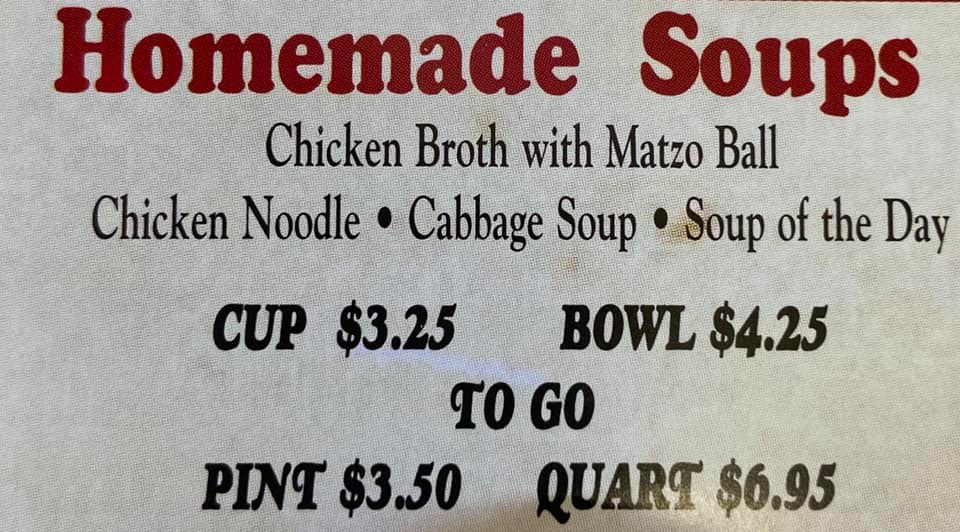 Homemade Soups
Chicken Broth with Matzo Ball
Chicken Noodle • Cabbage Soup • Soup of the Day
CUP $3.25 BOWL $4.25
TO GO
PINT $3.50 QUART $6.95